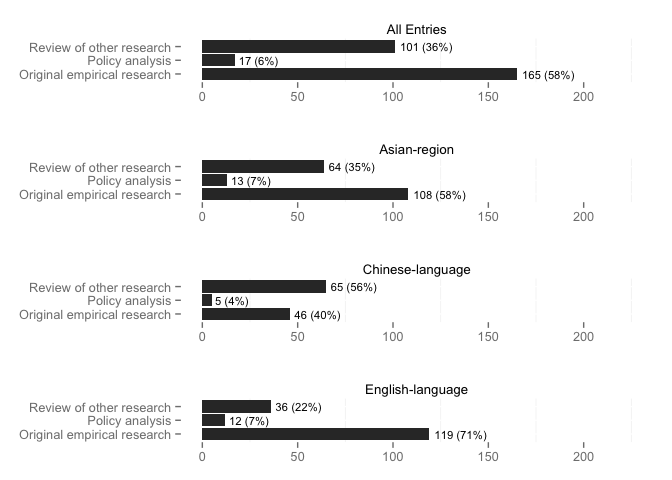 All Entries
Review of other research 101 (36%)
Policy analysis 17 (6%)
Original empirical research 165 (58%)
0 50 100 150 200
Asian-region
Review of other research 64 (35%)
Policy analysis 13 (7%)
Original empirical research 108 (58%)
0 50 100 150 200
Chinese-language
Review of other research 65 (56%)
Policy analysis 5 (4%)
Original empirical research 46 (40%)
0 50 100 150 200
English-language
Review of other research 36 (22%)
Policy analysis 12 (7%)
Original empirical research 119 (71%)
0 50 100 150 200